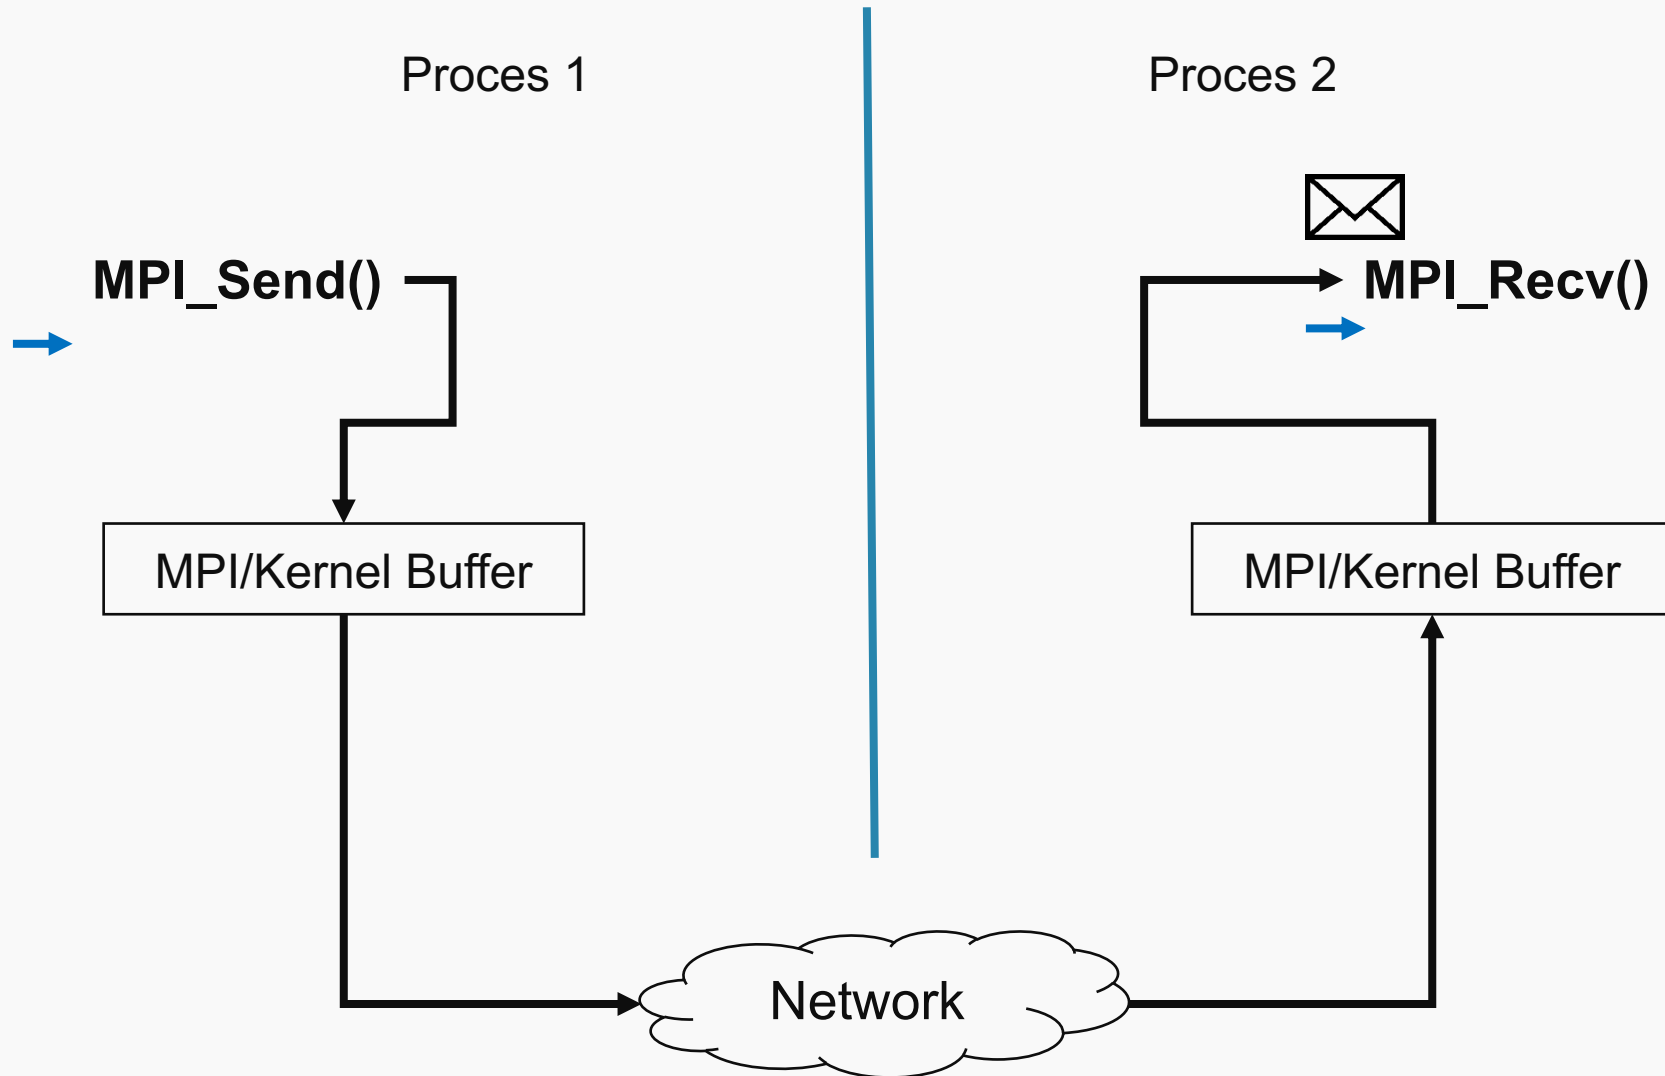 Proces 1
Proces 2
MPI_Send()
MPI_Recv()
MPI/Kernel Buffer
MPI/Kernel Buffer
Network